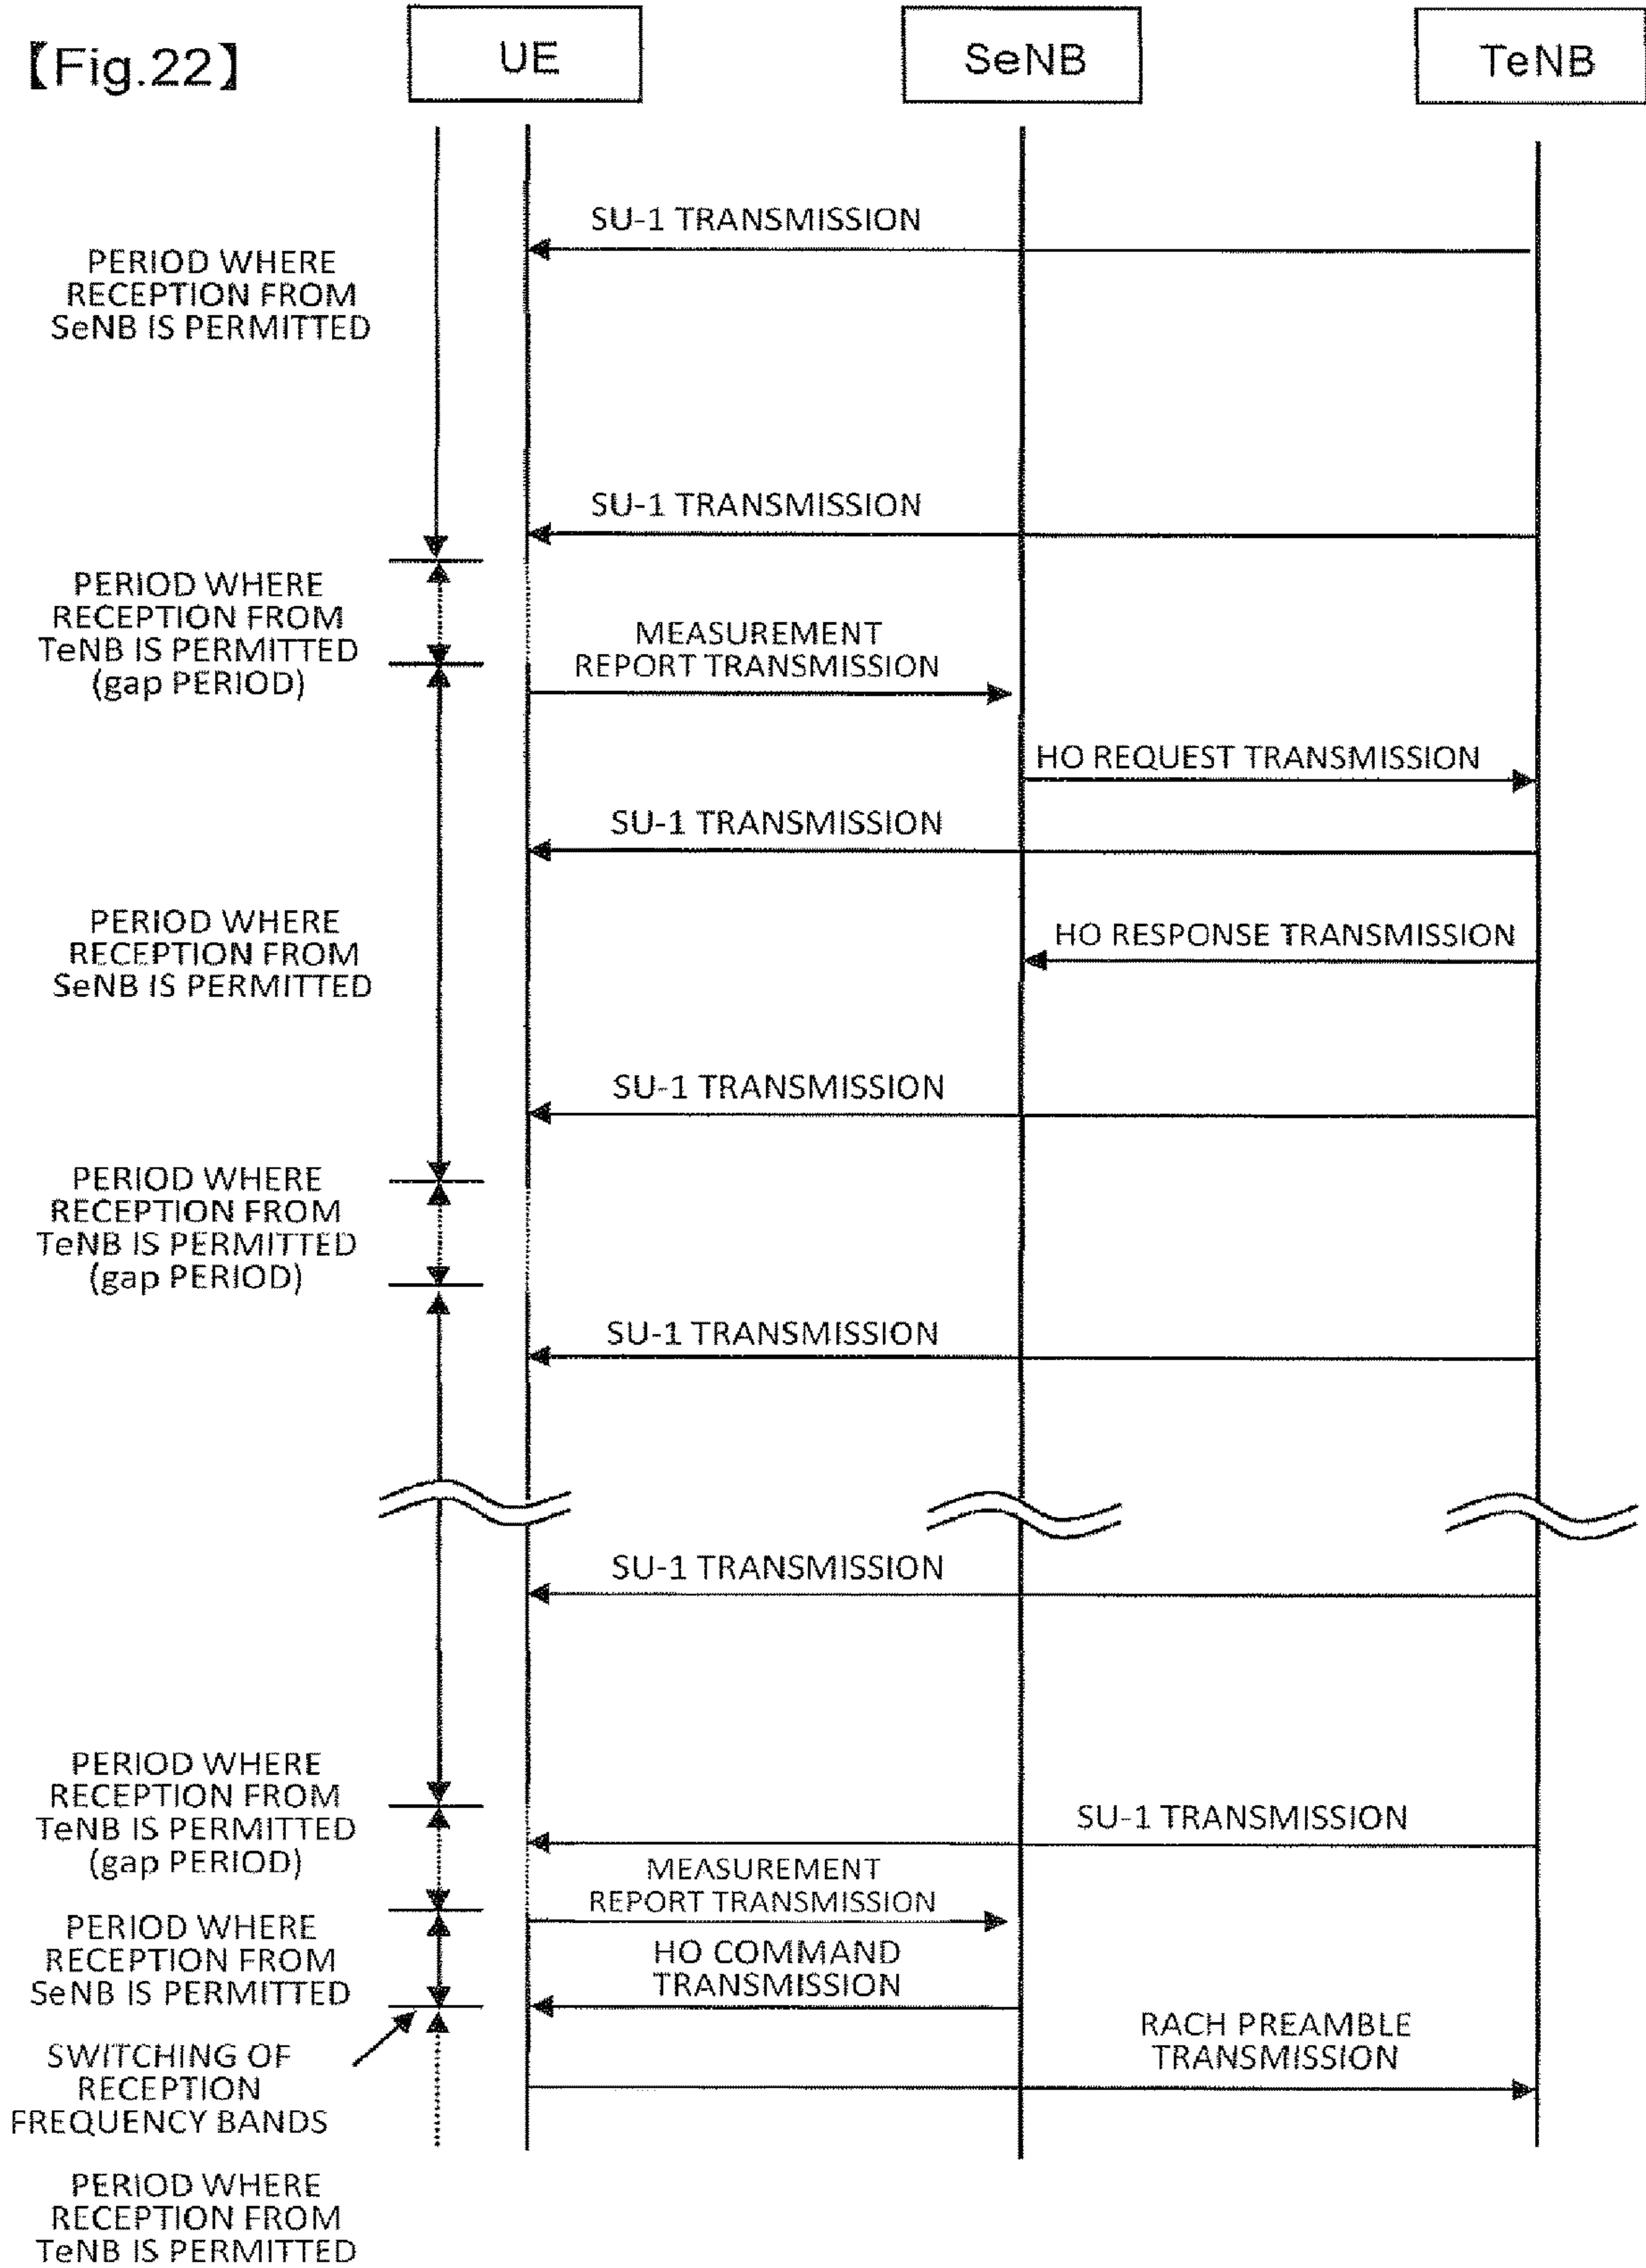 【Fig.22】
UE
SeNB
TeNB
SU-1 TRANSMISSION
PERIOD WHERE
RECEPTION FROM
SeNB IS PERMITTED
SU-1 TRANSMISSION
PERIOD WHERE
RECEPTION FROM
TeNB IS PERMITTED
(gap PERIOD)
MEASUREMENT
REPORT TRANSMISSION
HO REQUEST TRANSMISSION
SU-1 TRANSMISSION
PERIOD WHERE
RECEPTION FROM
SeNB IS PERMITTED
HO RESPONSE TRANSMISSION
SU-1 TRANSMISSION
PERIOD WHERE
RECEPTION FROM
TeNB IS PERMITTED
(gap PERIOD)
SU-1 TRANSMISSION
SU-1 TRANSMISSION
PERIOD WHERE
RECEPTION FROM
TeNB IS PERMITTED
(gap PERIOD)
SU-1 TRANSMISSION
MEASUREMENT
REPORT TRANSMISSION
PERIOD WHERE
RECEPTION FROM
SeNB IS PERMITTED
HO COMMAND
TRANSMISSION
RACH PREAMBLE
TRANSMISSION
SWITCHING OF
RECEPTION
FREQUENCY BANDS
PERIOD WHERE
RECEPTION FROM
TeNB IS PERMITTED